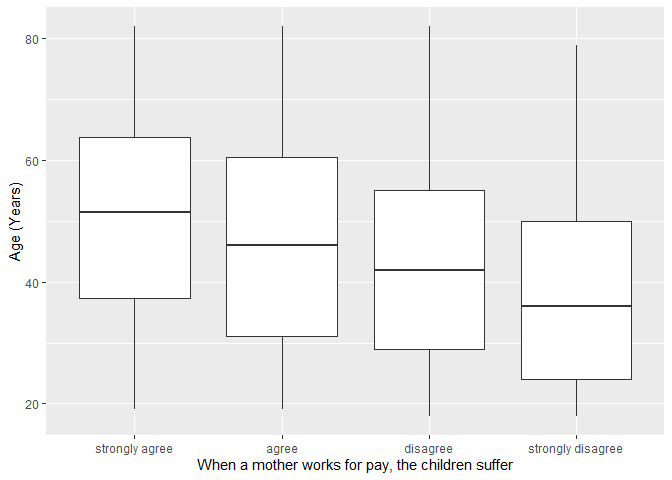 Age (Years)
80
60
40
20
strongly agree
agree
disagree
strongly disagree
When a mother works for pay, the children suffer